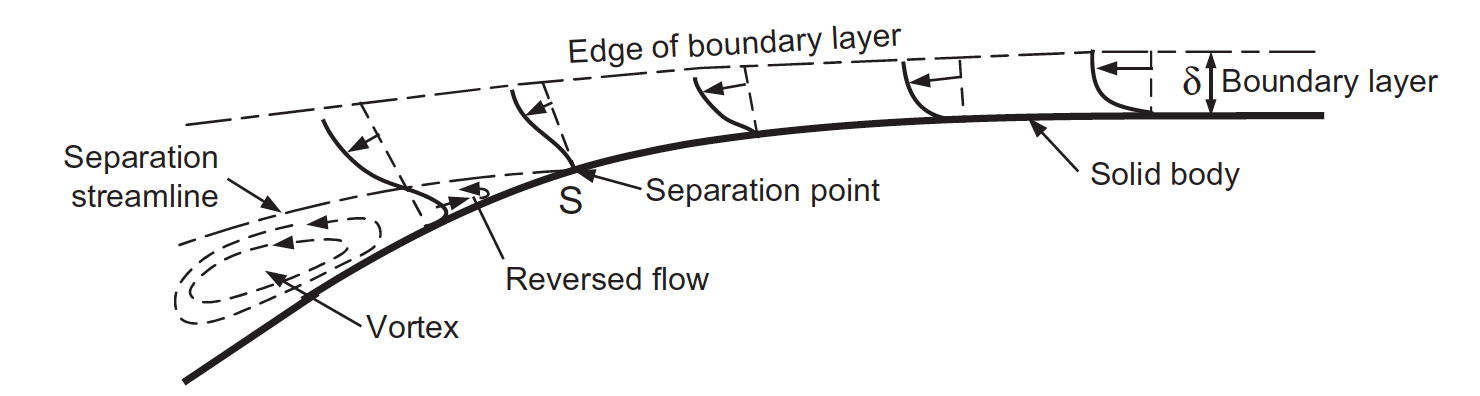 Edge of boundary layer
δ Boundary layer
Separation
streamline
Solid body
S
Separation point
Reversed flow
Vortex